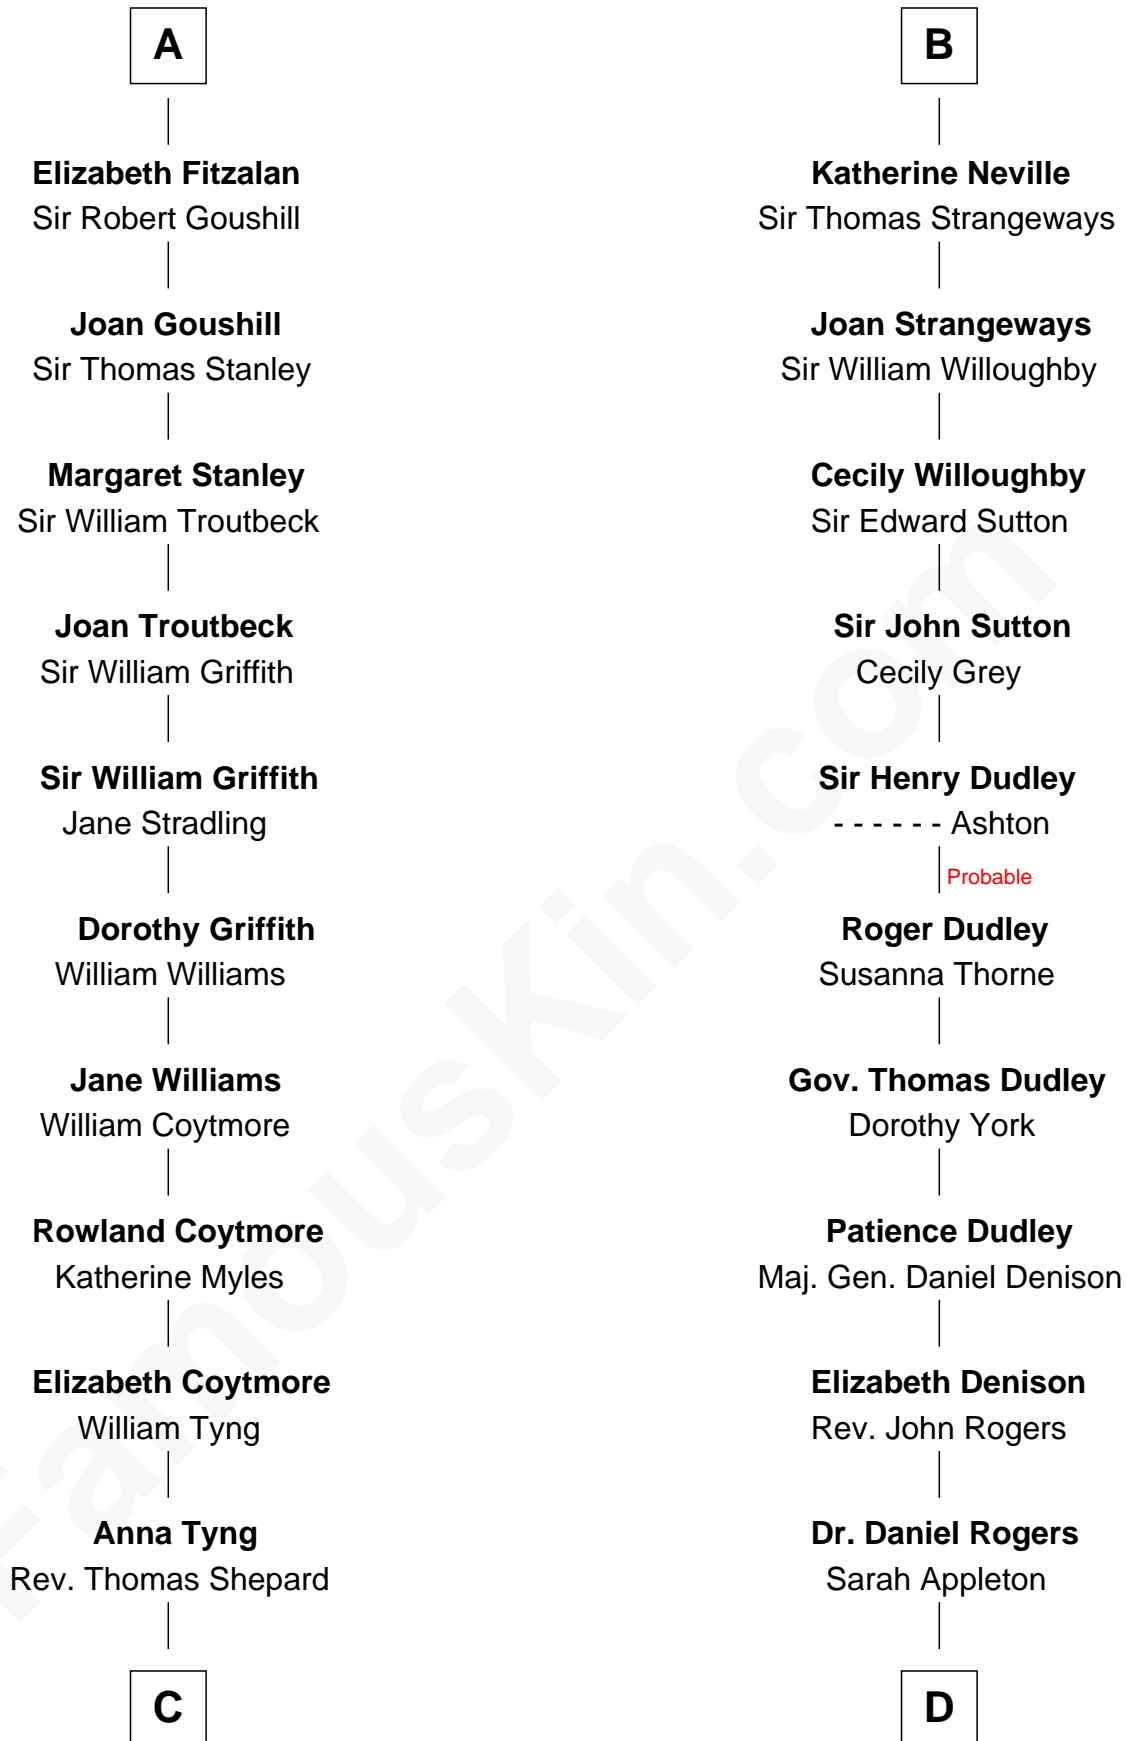 A
Elizabeth Fitzalan
Sir Robert Goushill
Joan Goushill
Sir Thomas Stanley
Margaret Stanley
Sir William Troutbeck
Joan Troutbeck
Sir William Griffith
Sir William Griffith
Jane Stradling
Dorothy Griffith
William Williams
Jane Williams
William Coytmore
Rowland Coytmore
Katherine Myles
Elizabeth Coytmore
William Tyng
Anna Tyng
Rev. Thomas Shepard
C
B
Katherine Neville
Sir Thomas Strangeways
Joan Strangeways
Sir William Willoughby
Cecily Willoughby
Sir Edward Sutton
Sir John Sutton
Cecily Grey
Sir Henry Dudley
- - - - - - Ashton
Probable
Roger Dudley
Susanna Thorne
Gov. Thomas Dudley
Dorothy York
Patience Dudley
Maj. Gen. Daniel Denison
Elizabeth Denison
Rev. John Rogers
Dr. Daniel Rogers
Sarah Appleton
D
FamousKin.com